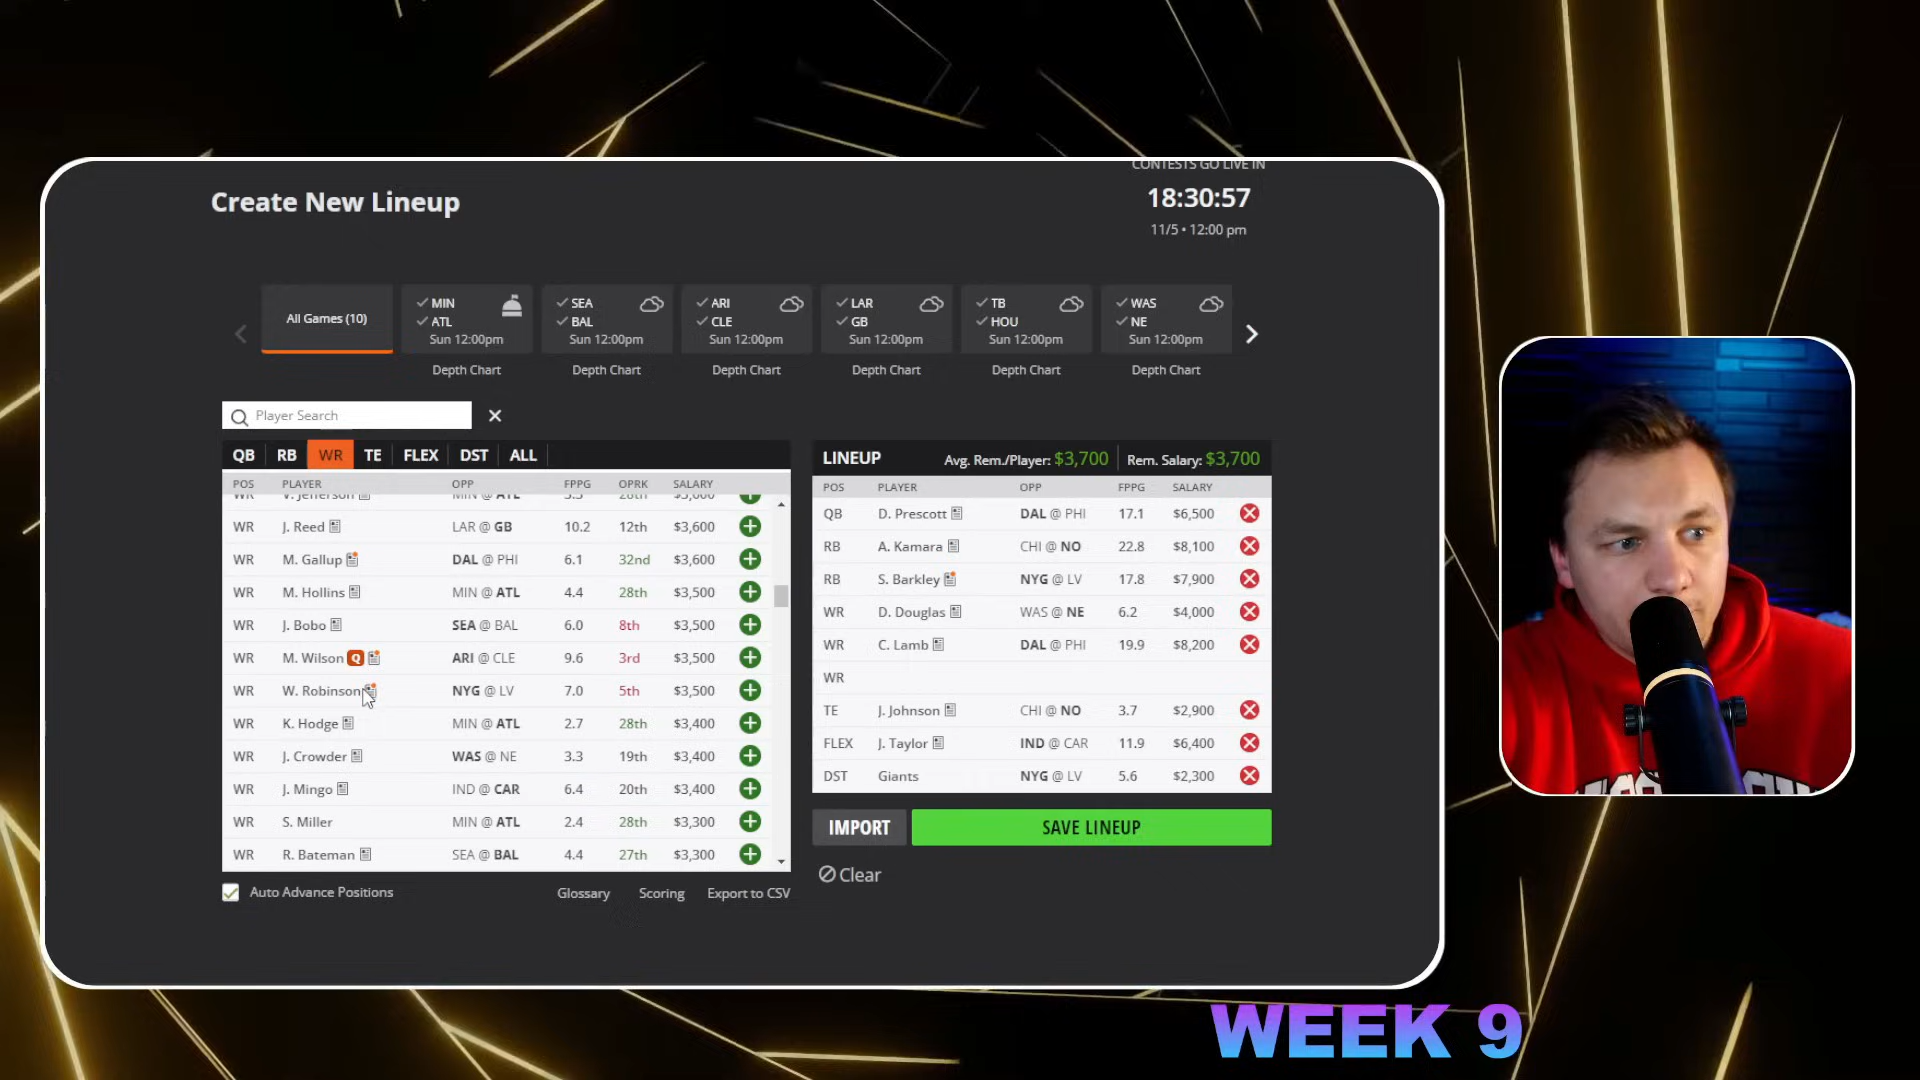 CONTESTS GO LIVE IN
Create New Lineup
18:30:57
11/5 • 12:00 pm
All Games (10)
MIN
ATL
Sun 12:00pm
Depth Chart
SEA
BAL
Sun 12:00pm
Depth Chart
ARI
CLE
Sun 12:00pm
Depth Chart
LAR
GB
Sun 12:00pm
Depth Chart
TB
HOU
Sun 12:00pm
Depth Chart
WAS
NE
Sun 12:00pm
Depth Chart
Player Search
QB RB WR TE FLEX DST ALL
POS PLAYER OPP FPPG OPRK SALARY
WR V. Jefferson MIN @ ATL
WR J. Reed LAR @ GB 10.2 12th $3,600
WR M. Gallup DAL @ PHI 6.1 32nd $3,600
WR M. Hollins MIN @ ATL 4.4 28th $3,500
WR J. Bobo SEA @ BAL 6.0 8th $3,500
WR M. Wilson Q ARI @ CLE 9.6 3rd $3,500
WR W. Robinson NYG @ LV 7.0 5th $3,500
WR K. Hodge MIN @ ATL 2.7 28th $3,400
WR J. Crowder WAS @ NE 3.3 19th $3,400
WR J. Mingo IND @ CAR 6.4 20th $3,400
WR S. Miller MIN @ ATL 2.4 28th $3,300
WR R. Bateman SEA @ BAL 4.4 27th $3,300
Auto Advance Positions
Glossary Scoring Export to CSV
LINEUP Avg. Rem./Player: $3,700 Rem. Salary: $3,700
POS PLAYER OPP FPPG SALARY
QB D. Prescott DAL @ PHI 17.1 $6,500
RB A. Kamara CHI @ NO 22.8 $8,100
RB S. Barkley NYG @ LV 17.8 $7,900
WR D. Douglas WAS @ NE 6.2 $4,000
WR C. Lamb DAL @ PHI 19.9 $8,200
WR
TE J. Johnson CHI @ NO 3.7 $2,900
FLEX J. Taylor IND @ CAR 11.9 $6,400
DST Giants NYG @ LV 5.6 $2,300
IMPORT SAVE LINEUP
Clear
WEEK 9